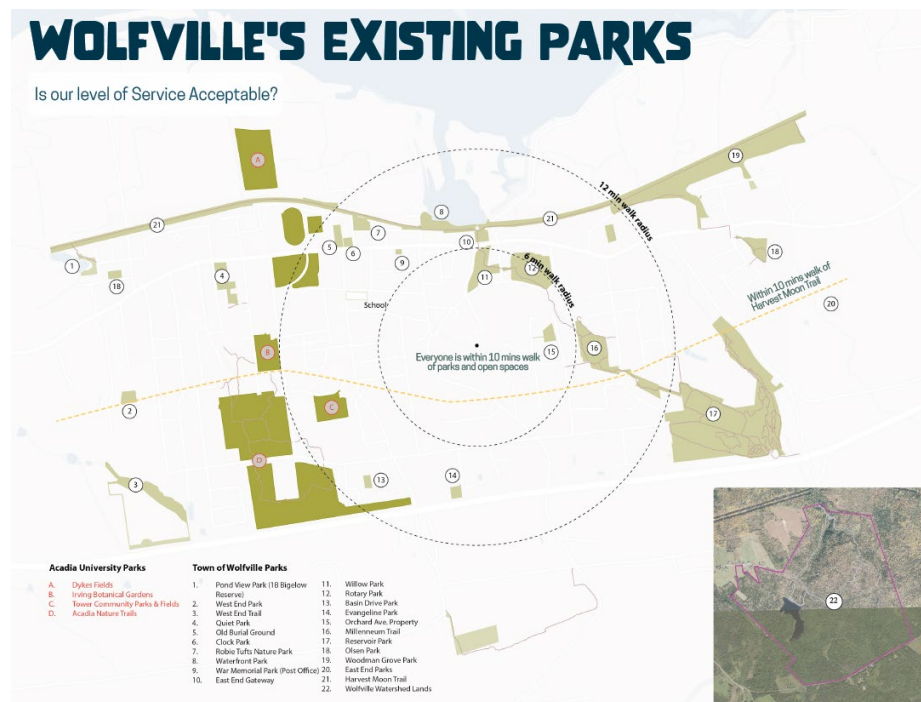 WOLFVILLE'S EXISTING PARKS
Is our level of Service Acceptable?
A
19
12 min walk radius
8
21
21
7
18
10
5
6
9
1
12
4
11
18
6 min walk radius
Within 10 mins walk of
Harvest Moon Trail
20
School
B
15
16
Everyone is within 10 mins walk
of parks and open spaces
2
C
17
D
14
13
3
22
Acadia University Parks
A. Dykes Fields
B. Irving Botanical Gardens
C. Tower Community Parks & Fields
D. Acadia Nature Trails
Town of Wolfville Parks
1. Pond View Park (1B Bigelow
Reserve)
2. West End Park
3. West End Trail
4. Quiet Park
5. Old Burial Ground
6. Clock Park
7. Robie Tufts Nature Park
8. Waterfront Park
9. War Memorial Park (Post Office)
10. East End Gateway
11. Willow Park
12. Rotary Park
13. Basin Drive Park
14. Evangeline Park
15. Orchard Ave. Property
16. Millenneum Trail
17. Reservoir Park
18. Olsen Park
19. Woodman Grove Park
20. East End Parks
21. Harvest Moon Trail
22. Wolfville Watershed Lands